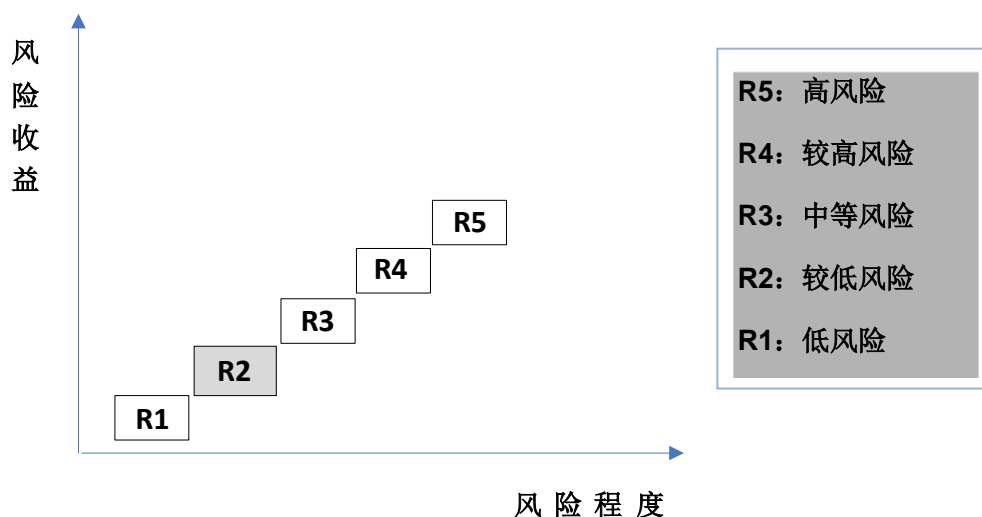 风险收益
R5
R4
R3
R2
R1
风险程度
R5：高风险
R4：较高风险
R3：中等风险
R2：较低风险
R1：低风险